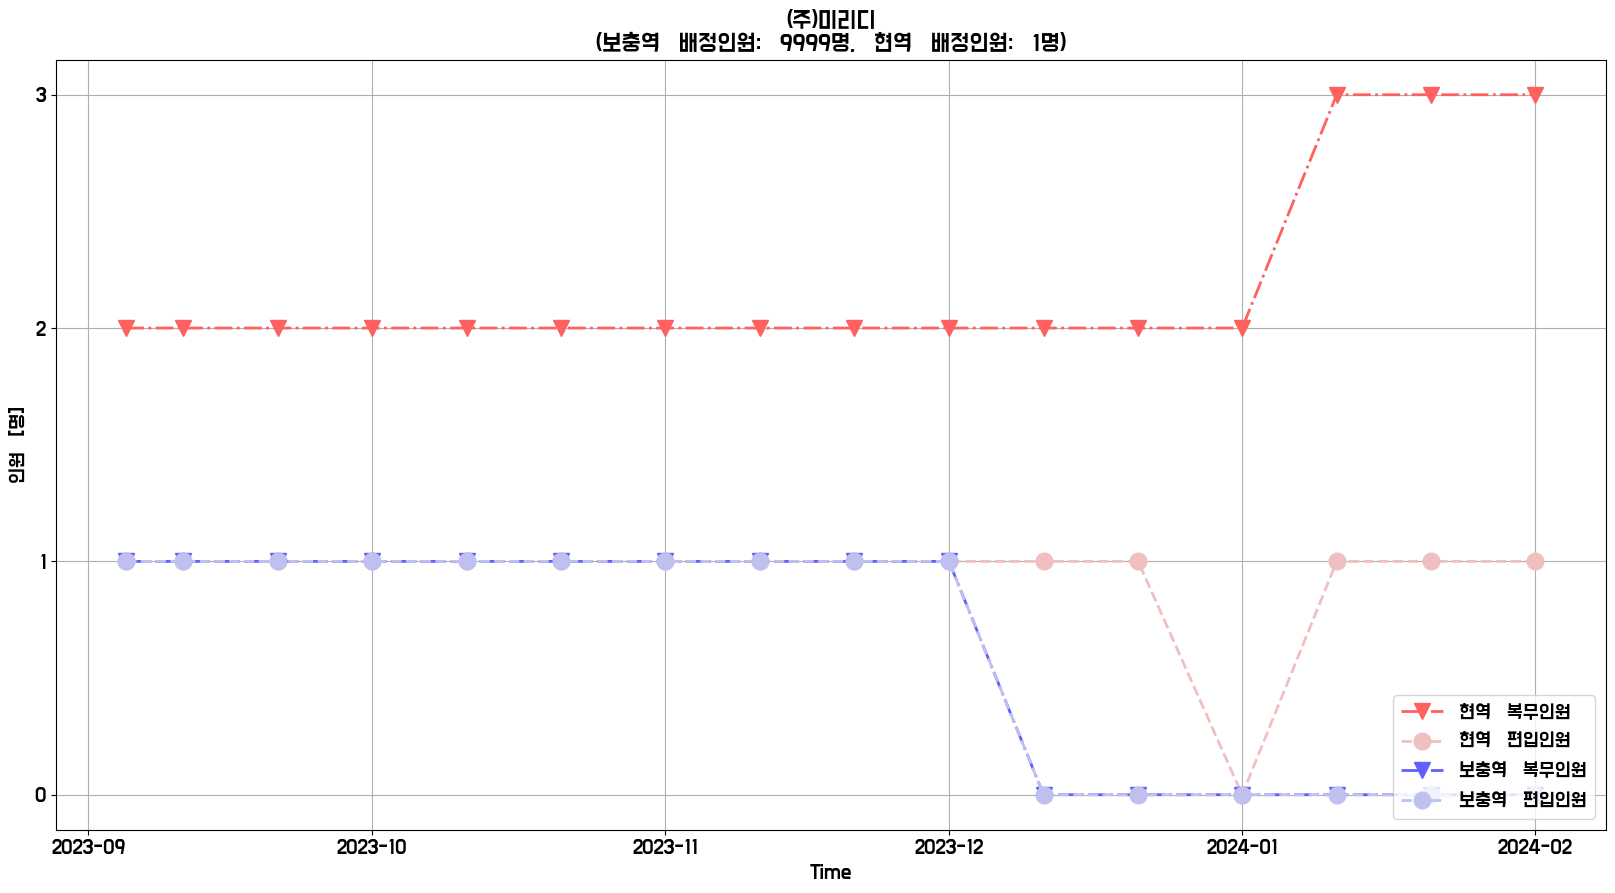 (주)미리디
(보충역 배정인원: 9999명, 현역 배정인원: 1명)
3
2
1
0
인원 [명]
2023-09 2023-10 2023-11 2023-12 2024-01 2024-02
Time
현역 복무인원
현역 편입인원
보충역 복무인원
보충역 편입인원